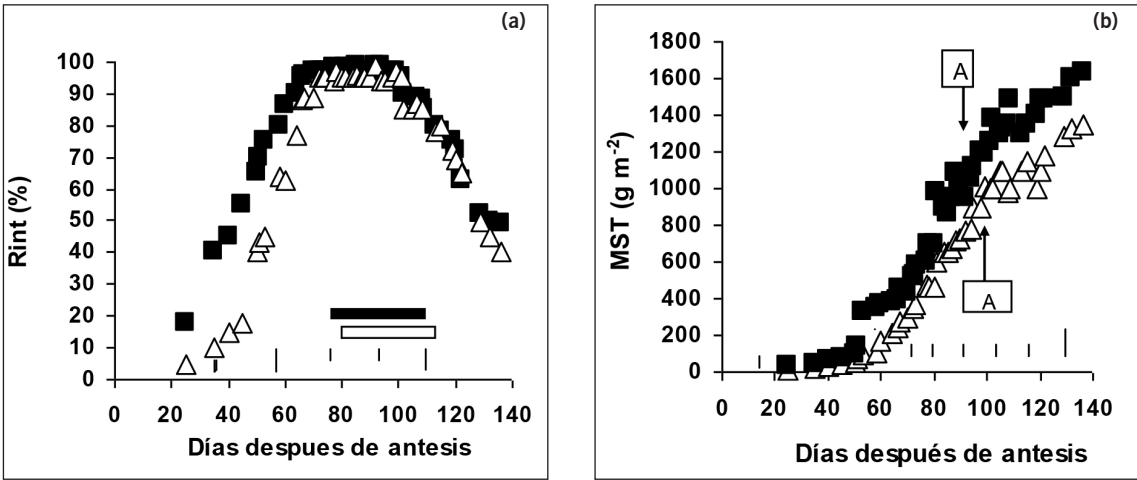 (a)
100
90
80
70
60
50
40
30
20
10
0
Rint (%)
0 20 40 60 80 100 120 140
Días despues de antesis
(b)
1800
1600
1400
1200
1000
800
600
400
200
0
MST (g m-2)
A
A
0 20 40 60 80 100 120 140
Días después de antesis